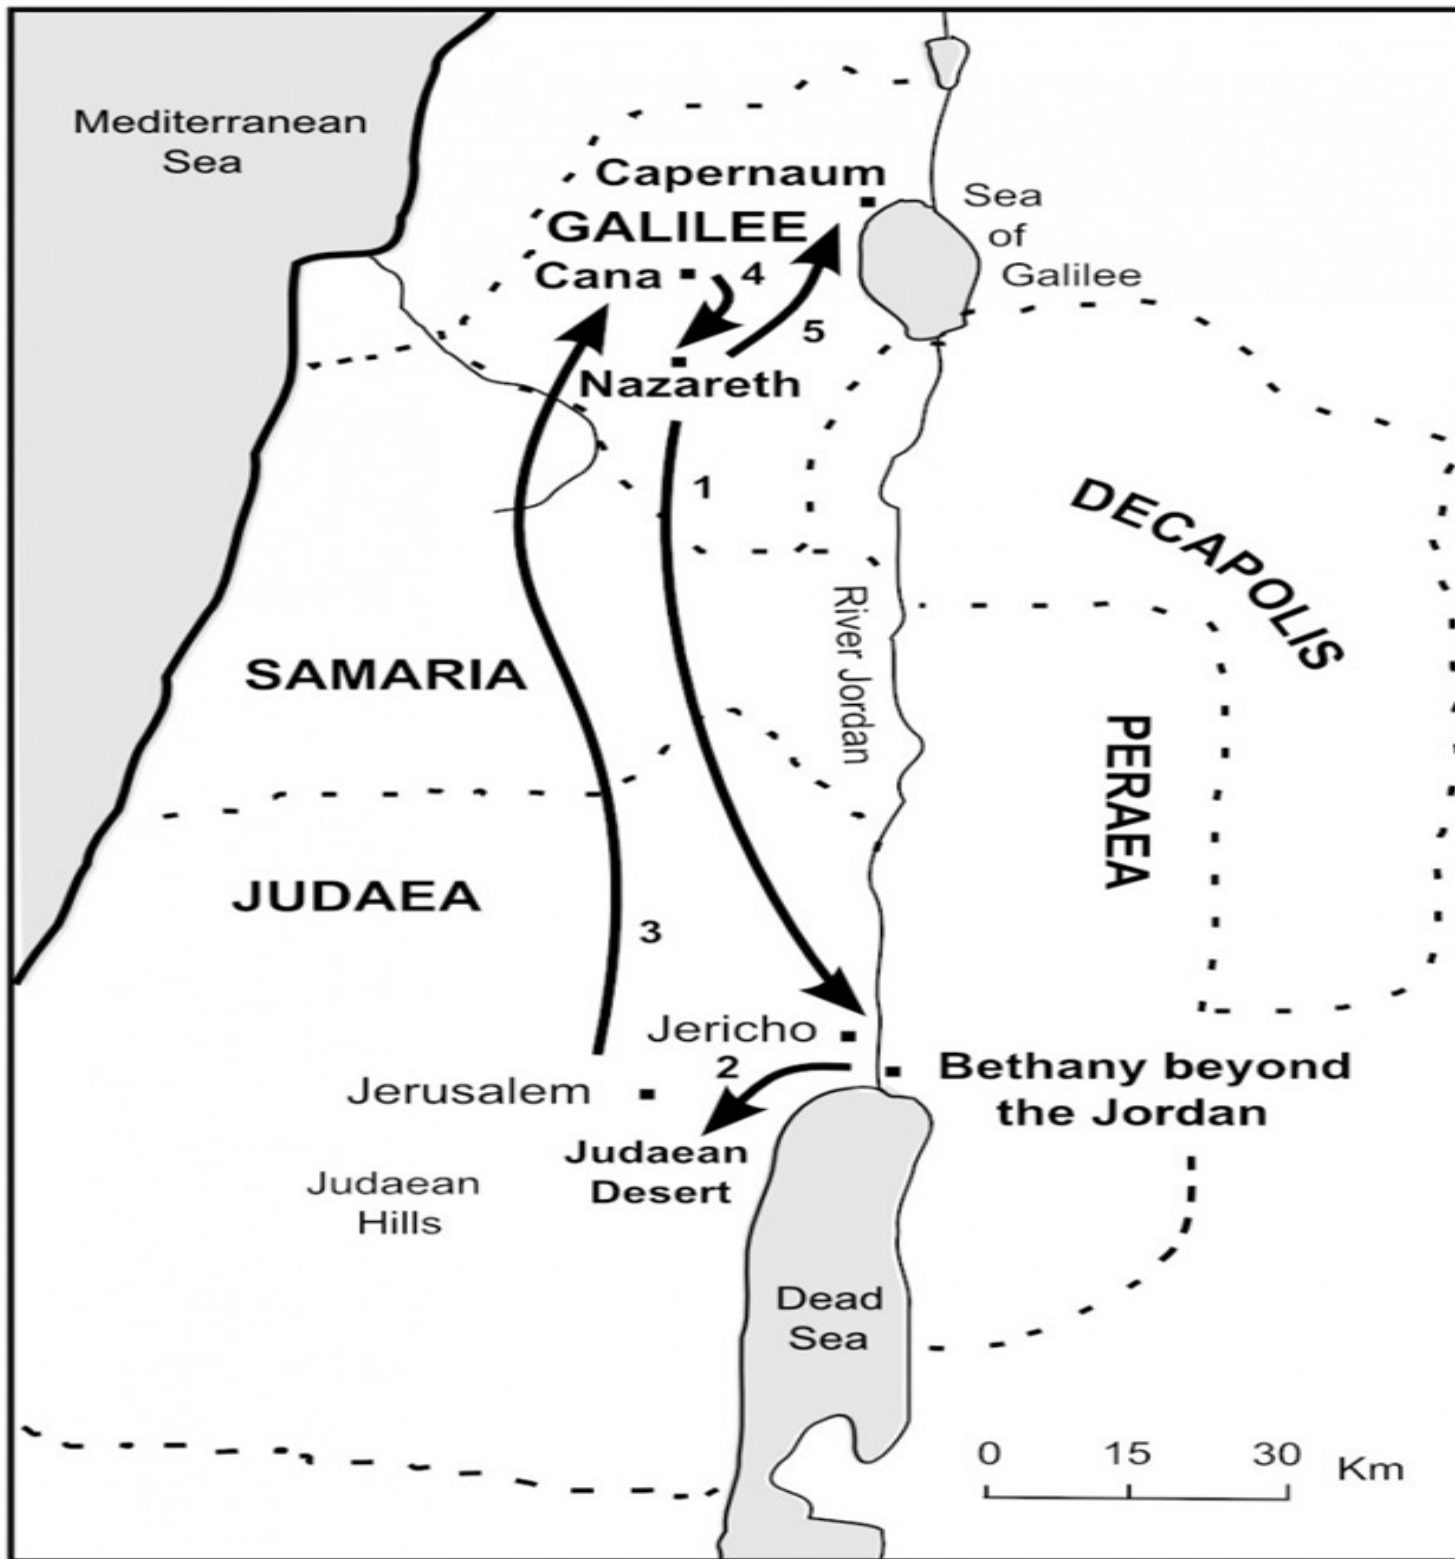 Mediterranean
Sea
Capernaum
Sea
of
Galilee
GALILEE
Cana
4
5
Nazareth
1
DECAPOLIS
River Jordan
SAMARIA
PERAEA
JUDAEA
3
Jericho
2
Bethany beyond
the Jordan
Jerusalem
Judaean
Desert
Judaean
Hills
Dead
Sea
0 15 30 Km